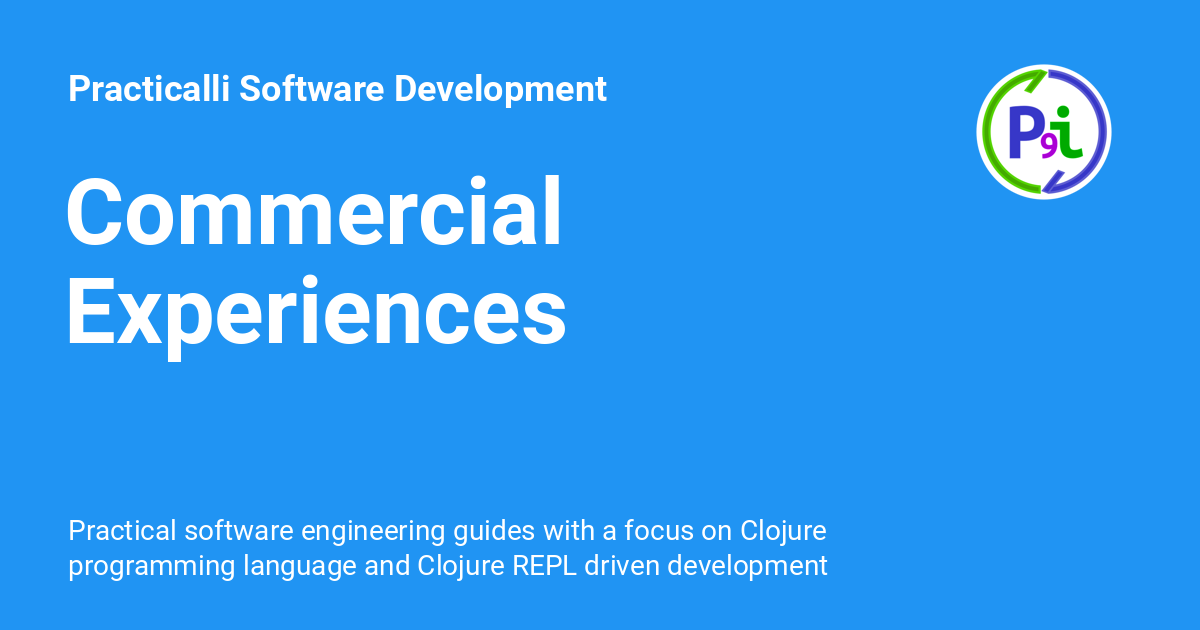 Practicalli Software Development
P9i
Commercial
Experiences
Practical software engineering guides with a focus on Clojure
programming language and Clojure REPL driven development